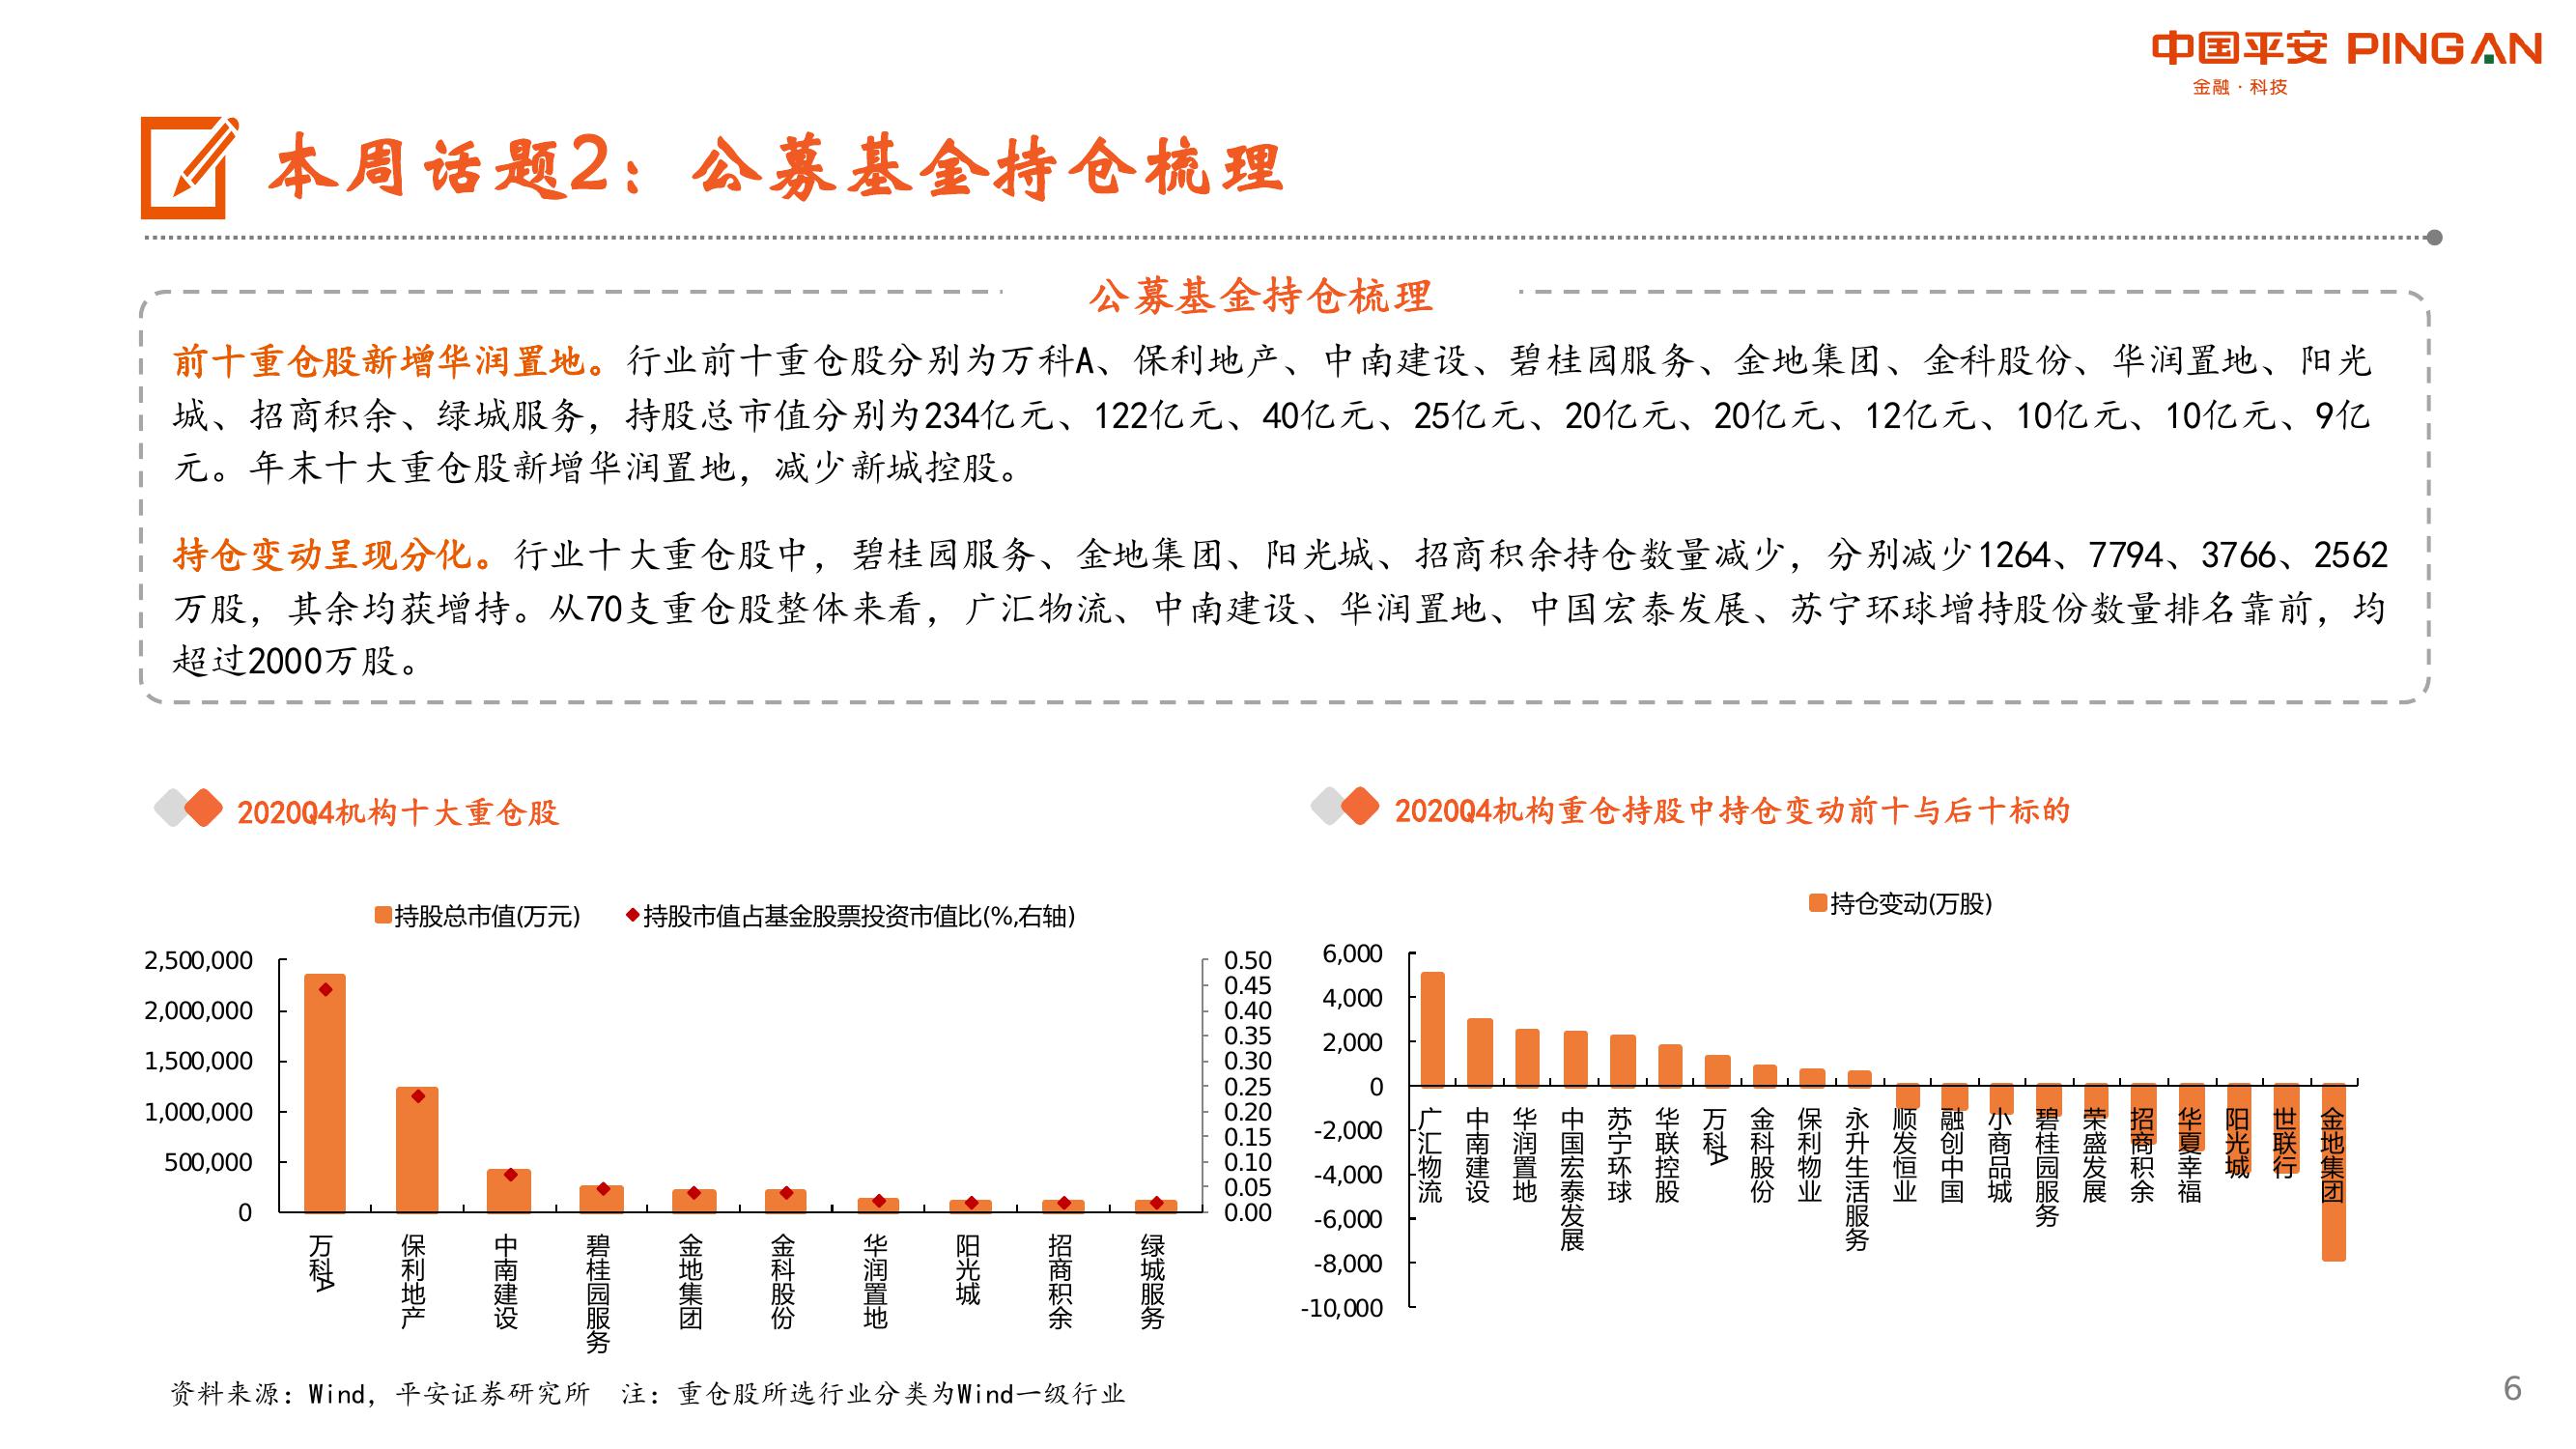 中国平安 PINGAN
金融·科技
本周话题2：公募基金持仓梳理
公募基金持仓梳理
前十重仓股新增华润置地。行业前十重仓股分别为万科A、保利地产、中南建设、碧桂园服务、金地集团、金科股份、华润置地、阳光
城、招商积余、绿城服务，持股总市值分别为234亿元、122亿元、40亿元、25亿元、20亿元、20亿元、12亿元、10亿元、10亿元、9亿
元。年末十大重仓股新增华润置地，减少新城控股。
持仓变动呈现分化。行业十大重仓股中，碧桂园服务、金地集团、阳光城、招商积余持仓数量减少，分别减少1264、7794、3766、2562
万股，其余均获增持。从70支重仓股整体来看，广汇物流、中南建设、华润置地、中国宏泰发展、苏宁环球增持股份数量排名靠前，均
超过2000万股。
2020Q4机构十大重仓股
持股总市值(万元)
持股市值占基金股票投资市值比(%,右轴)
2,500,000
2,000,000
1,500,000
1,000,000
500,000
0
0.50
0.45
0.40
0.35
0.30
0.25
0.20
0.15
0.10
0.05
0.00
万科A
保利地产
中南建设
碧桂园服务
金地集团
金科股份
华润置地
阳光城
招商积余
绿城服务
2020Q4机构重仓持股中持仓变动前十与后十标的
持仓变动(万股)
6,000
4,000
2,000
0
-2,000
-4,000
-6,000
-8,000
-10,000
广汇物流
中南建设
华润置地
中国宏泰发展
苏宁环球
华联控股
万科A
金科股份
保利物业
永升生活服务
顺发恒业
融创中国
小商品城
碧桂园服务
荣盛发展
招商积余
华夏幸福
阳光城
世联行
金地集团
资料来源：Wind，平安证券研究所 注：重仓股所选行业分类为Wind一级行业
6